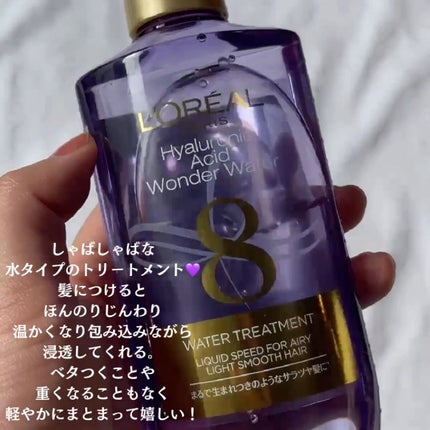 L'ORÉAL
Hyaluronic
Acid
Wonder Water
8
WATER TREATMENT
LIQUID SPEED FOR AIRY
LIGHT SMOOTH HAIR
まるで生まれつきのようなサラツヤ髪に
しゃばしゃばな
水タイプのトリートメント💜
髪につけると
ほんのりじんわり
温かくなり包み込みながら
浸透してくれる。
ベタつくことや
重くなることもなく
軽やかにまとまって嬉しい！